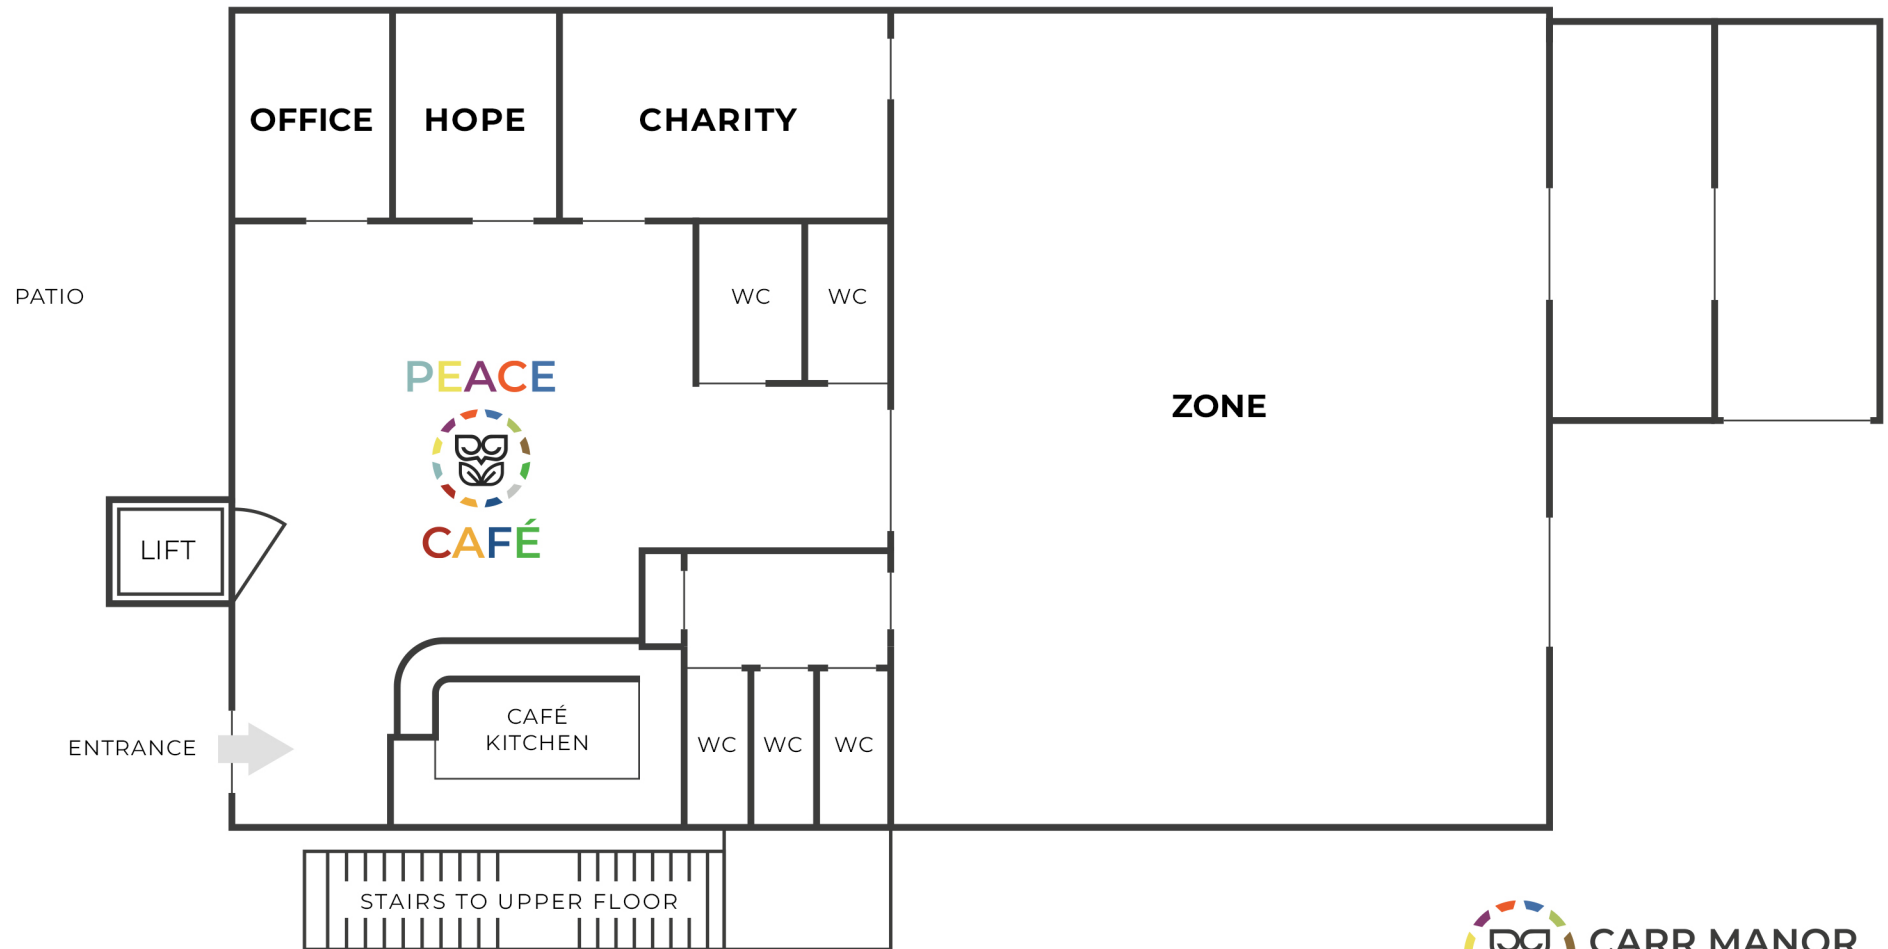 OFFICE
HOPE
CHARITY
PATIO
WC
WC
PEACE
CAFÉ
ZONE
LIFT
ENTRANCE
CAFÉ
KITCHEN
WC
WC
WC
STAIRS TO UPPER FLOOR
CARR MANOR